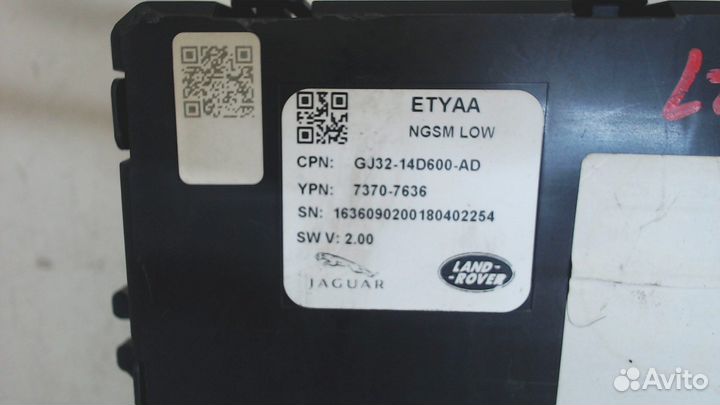 ETYAA
NGSM LOW
CPN: GJ32-14D600-AD
YPN: 7370-7636
SN: 1636090200180402254
SW V: 2.00
JAGUAR
LAND-
-ROVER
Avito